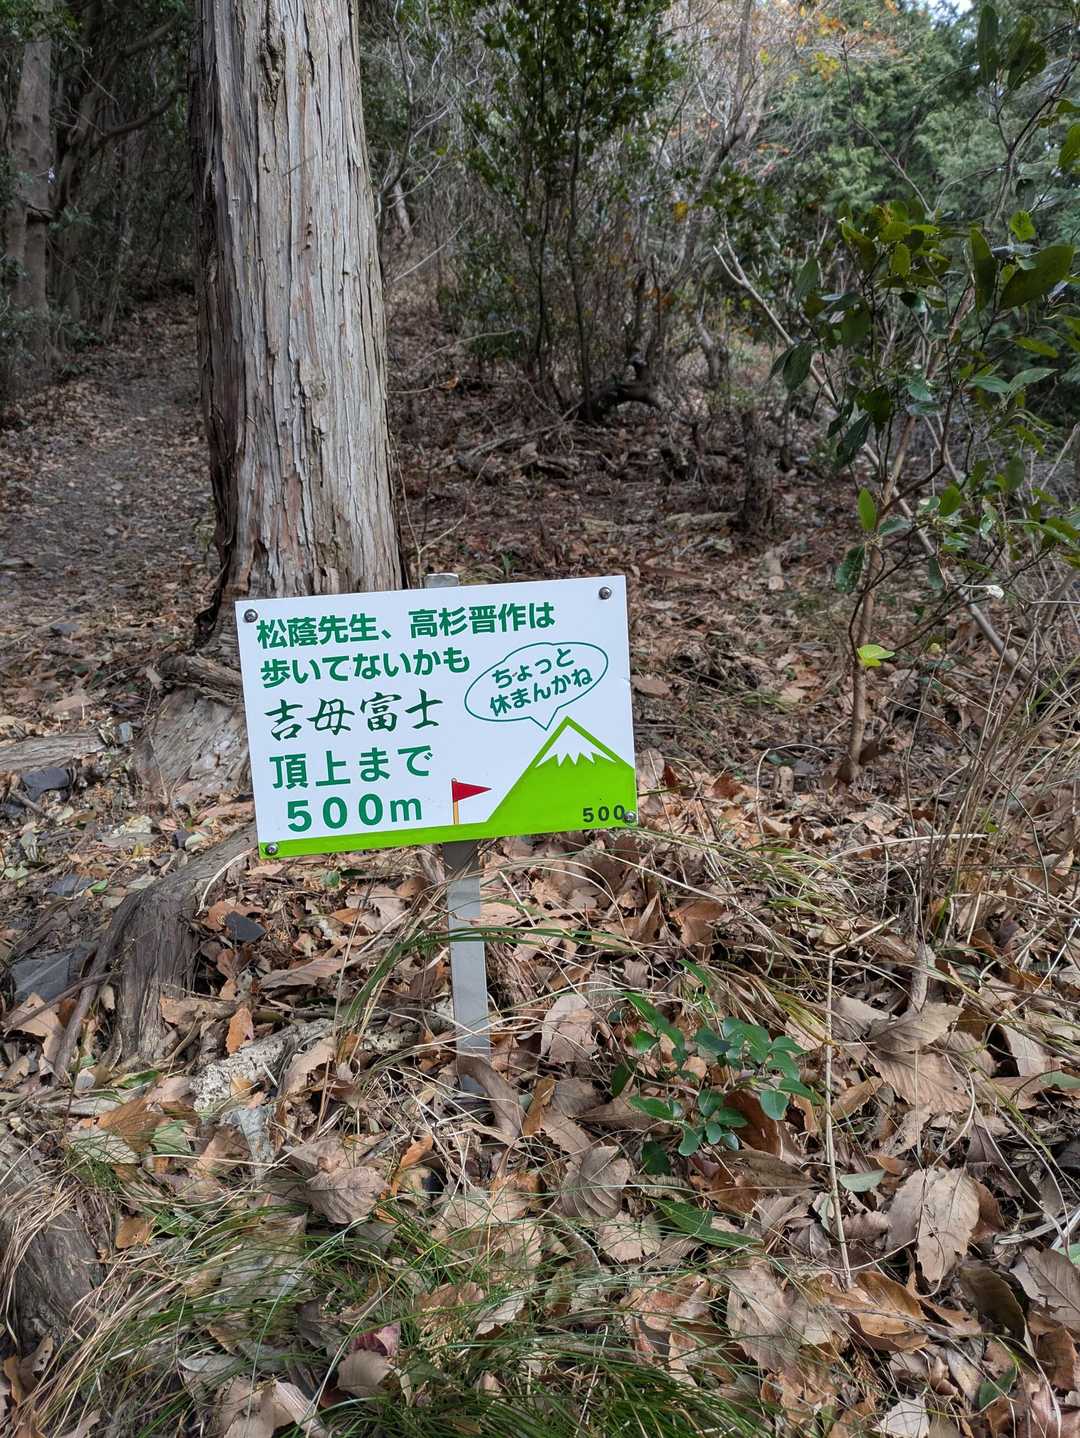 松蔭先生、高杉晋作は
歩いてないかも
吉母富士
頂上まで
500m
ちょっと
休まんかね
500